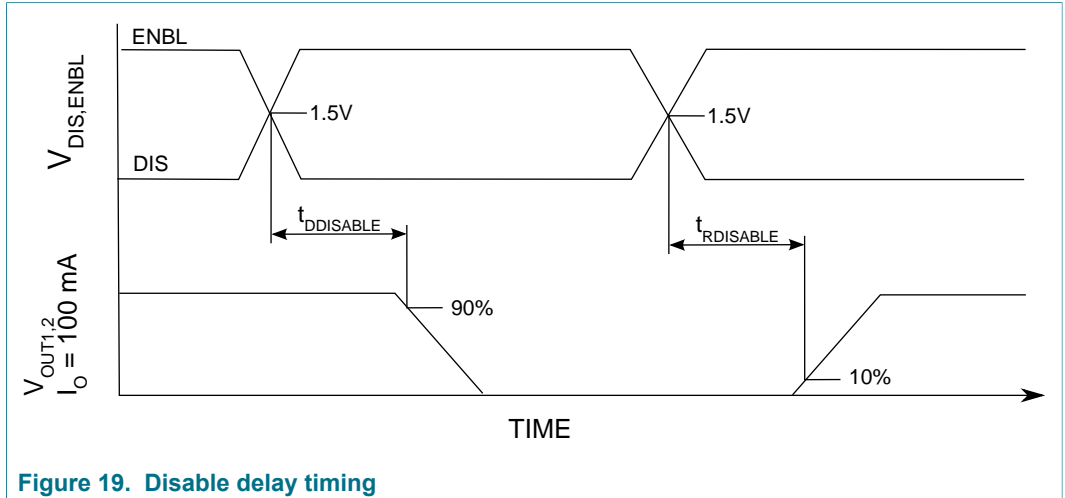 ENBL
V_DIS,ENBL
1.5V
1.5V
DIS
t_DDISABLE
t_RDISABLE
V_OUT1,2
I_O = 100 mA
90%
10%
TIME
Figure 19. Disable delay timing